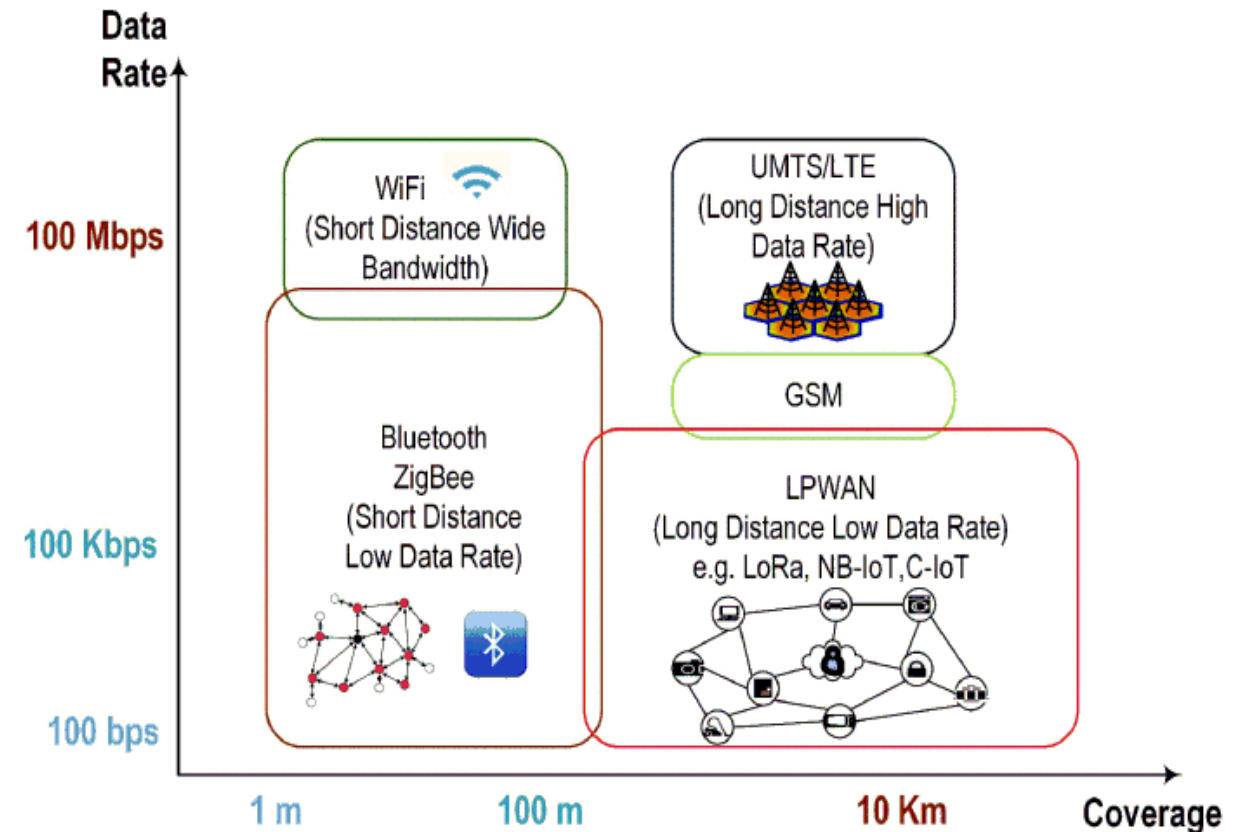 Data
Rate
100 Mbps
100 Kbps
100 bps
WiFi
(Short Distance Wide
Bandwidth)
UMTS/LTE
(Long Distance High
Data Rate)
GSM
Bluetooth
ZigBee
(Short Distance
Low Data Rate)
LPWAN
(Long Distance Low Data Rate)
e.g. LoRa, NB-IoT,C-IoT
1 m
100 m
10 Km
Coverage